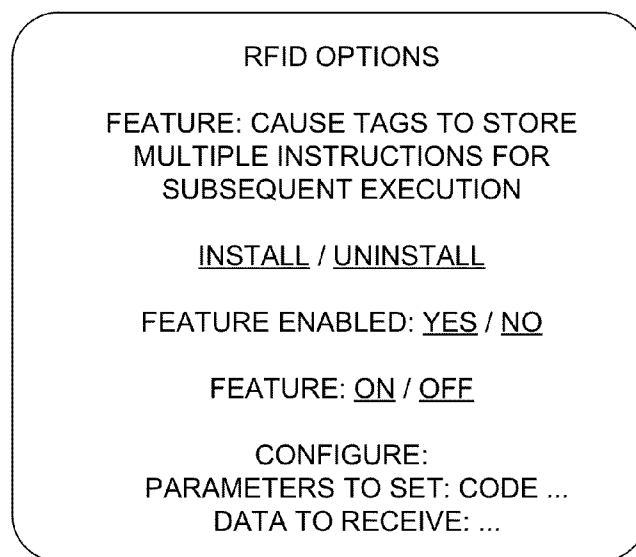 RFID OPTIONS
FEATURE: CAUSE TAGS TO STORE
MULTIPLE INSTRUCTIONS FOR
SUBSEQUENT EXECUTION
INSTALL / UNINSTALL
FEATURE ENABLED: YES / NO
FEATURE: ON / OFF
CONFIGURE:
PARAMETERS TO SET: CODE ...
DATA TO RECEIVE: ...